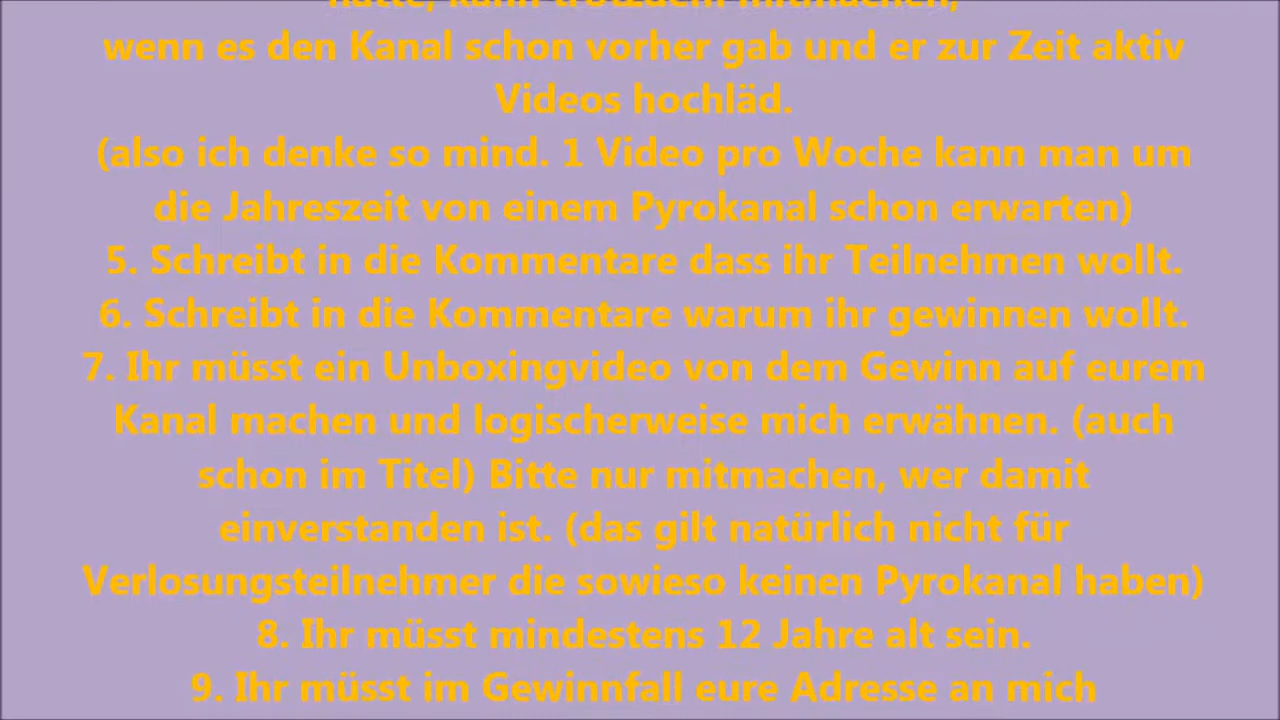 hatte, kann trotzdem mitmachen,
wenn es den Kanal schon vorher gab und er zur Zeit aktiv
Videos hochläd.
(also ich denke so mind. 1 Video pro Woche kann man um
die Jahreszeit von einem Pyrokanal schon erwarten)
5. Schreibt in die Kommentare dass ihr Teilnehmen wollt.
6. Schreibt in die Kommentare warum ihr gewinnen wollt.
7. Ihr müsst ein Unboxingvideo von dem Gewinn auf eurem
Kanal machen und logischerweise mich erwähnen. (auch
schon im Titel) Bitte nur mitmachen, wer damit
einverstanden ist. (das gilt natürlich nicht für
Verlosungsteilnehmer die sowieso keinen Pyrokanal haben)
8. Ihr müsst mindestens 12 Jahre alt sein.
9. Ihr müsst im Gewinnfall eure Adresse an mich